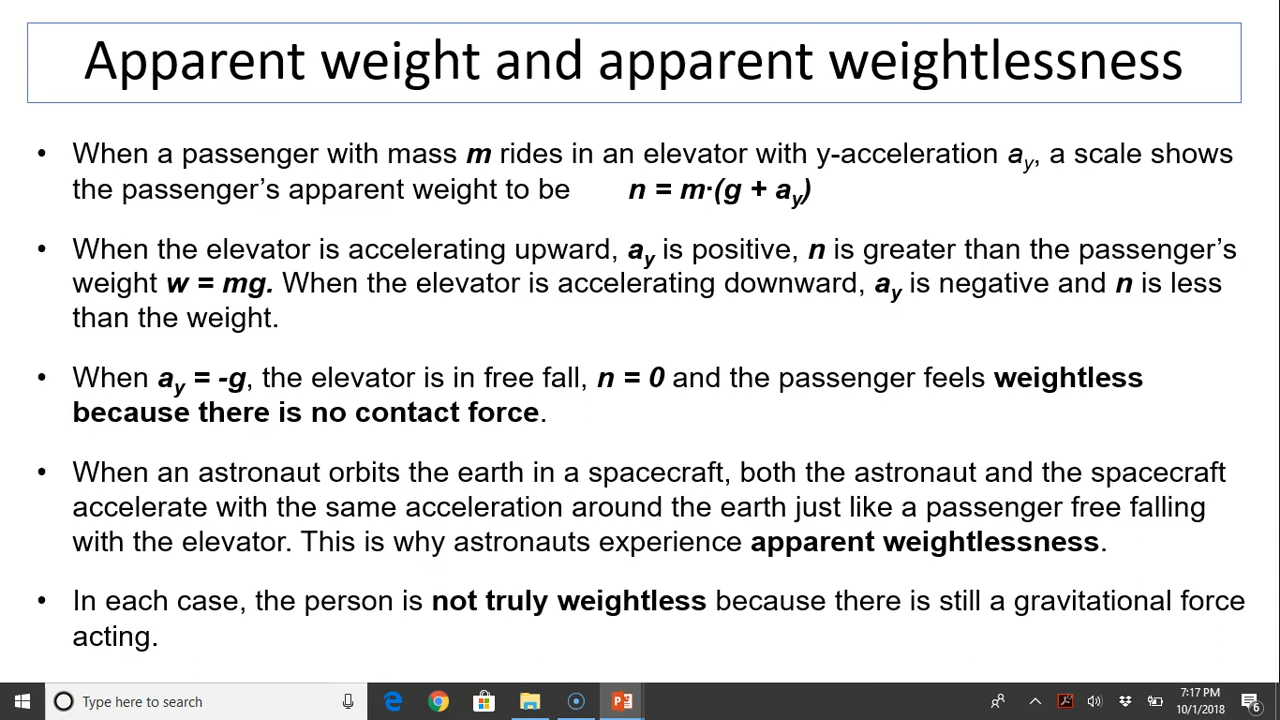 Apparent weight and apparent weightlessness
• When a passenger with mass m rides in an elevator with y-acceleration ay, a scale shows
the passenger’s apparent weight to be n = m·(g + ay)
• When the elevator is accelerating upward, ay is positive, n is greater than the passenger’s
weight w = mg. When the elevator is accelerating downward, ay is negative and n is less
than the weight.
• When ay = -g, the elevator is in free fall, n = 0 and the passenger feels weightless
because there is no contact force.
• When an astronaut orbits the earth in a spacecraft, both the astronaut and the spacecraft
accelerate with the same acceleration around the earth just like a passenger free falling
with the elevator. This is why astronauts experience apparent weightlessness.
• In each case, the person is not truly weightless because there is still a gravitational force
acting.
Type here to search
7:17 PM
10/1/2018
6